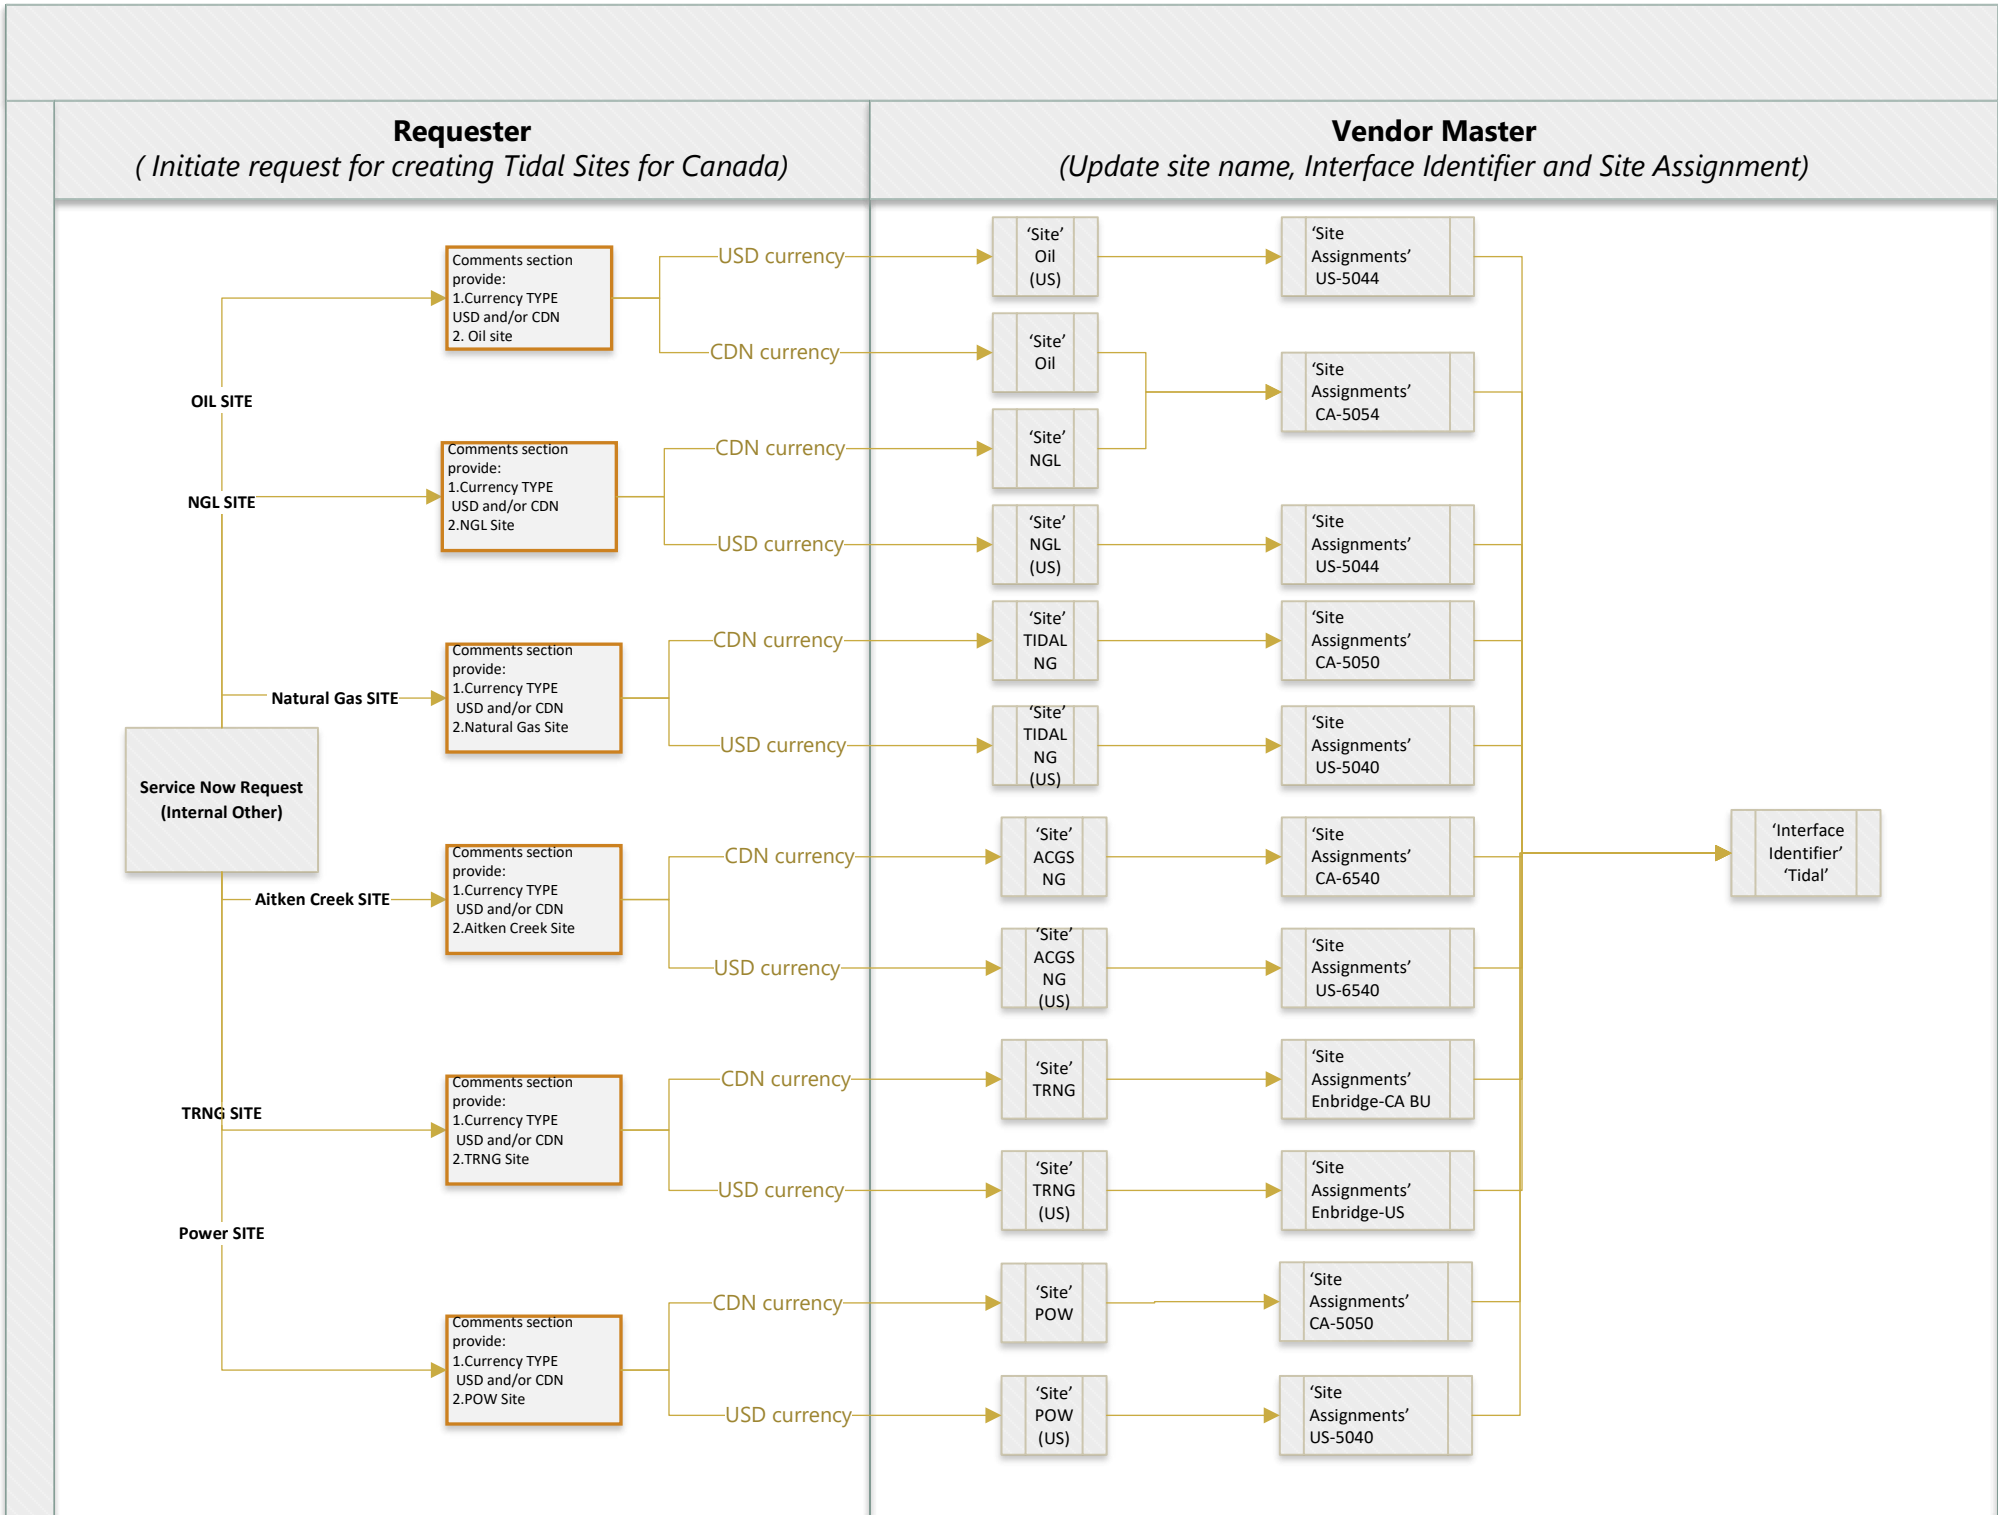 Requester
( Initiate request for creating Tidal Sites for Canada)
Vendor Master
(Update site name, Interface Identifier and Site Assignment)
OIL SITE
Comments section
provide:
1.Currency TYPE
USD and/or CDN
2. Oil site
USD currency
‘Site’
Oil
(US)
‘Site
Assignments’
US-5044
CDN currency
‘Site’
Oil
‘Site
Assignments’
CA-5054
NGL SITE
Comments section
provide:
1.Currency TYPE
USD and/or CDN
2.NGL Site
CDN currency
‘Site’
NGL
USD currency
‘Site’
NGL
(US)
‘Site
Assignments’
US-5044
Natural Gas SITE
Comments section
provide:
1.Currency TYPE
USD and/or CDN
2.Natural Gas Site
CDN currency
‘Site’
TIDAL
NG
‘Site
Assignments’
CA-5050
USD currency
‘Site’
TIDAL
NG
(US)
‘Site
Assignments’
US-5040
Service Now Request
(Internal Other)
Aitken Creek SITE
Comments section
provide:
1.Currency TYPE
USD and/or CDN
2.Aitken Creek Site
CDN currency
‘Site’
ACGS
NG
‘Site
Assignments’
CA-6540
‘Interface
Identifier’
‘Tidal’
USD currency
‘Site’
ACGS
NG
(US)
‘Site
Assignments’
US-6540
TRNG SITE
Comments section
provide:
1.Currency TYPE
USD and/or CDN
2.TRNG Site
CDN currency
‘Site’
TRNG
‘Site
Assignments’
Enbridge-CA BU
USD currency
‘Site’
TRNG
(US)
‘Site
Assignments’
Enbridge-US
Power SITE
Comments section
provide:
1.Currency TYPE
USD and/or CDN
2.POW Site
CDN currency
‘Site’
POW
‘Site
Assignments’
CA-5050
USD currency
‘Site’
POW
(US)
‘Site
Assignments’
US-5040